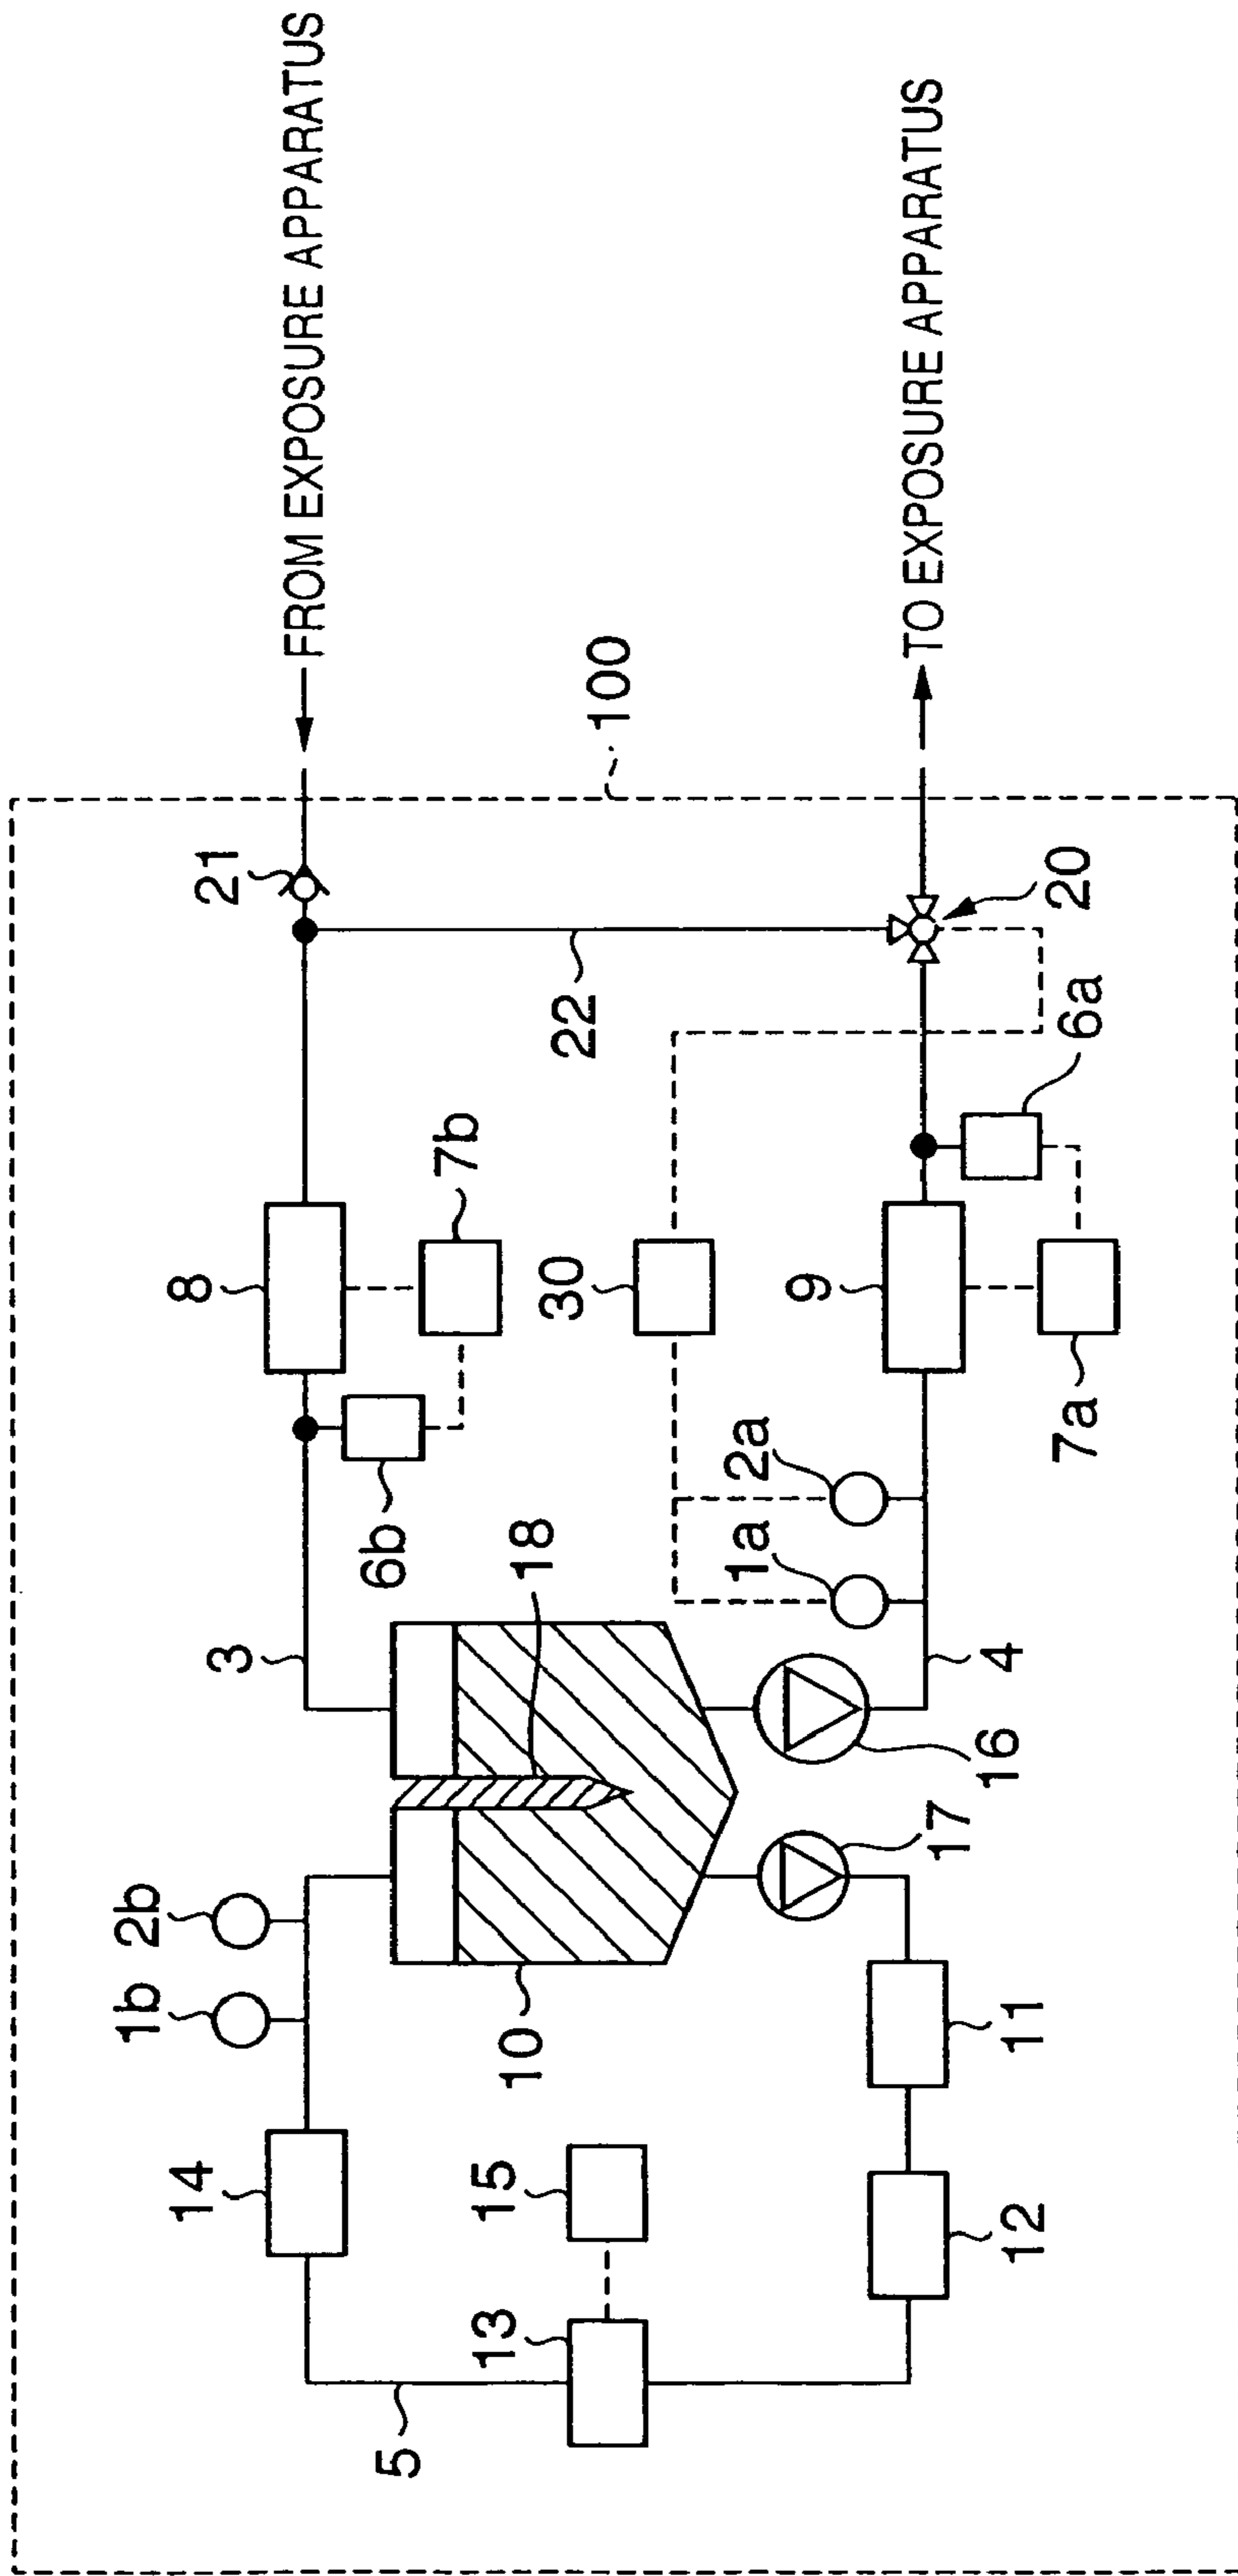 FROM EXPOSURE APPARATUS
TO EXPOSURE APPARATUS
100
21
20
22
6a
7b
8
30
9
7a
6b
2a
1a
18
3
4
16
17
2b
1b
10
11
14
15
12
13
5